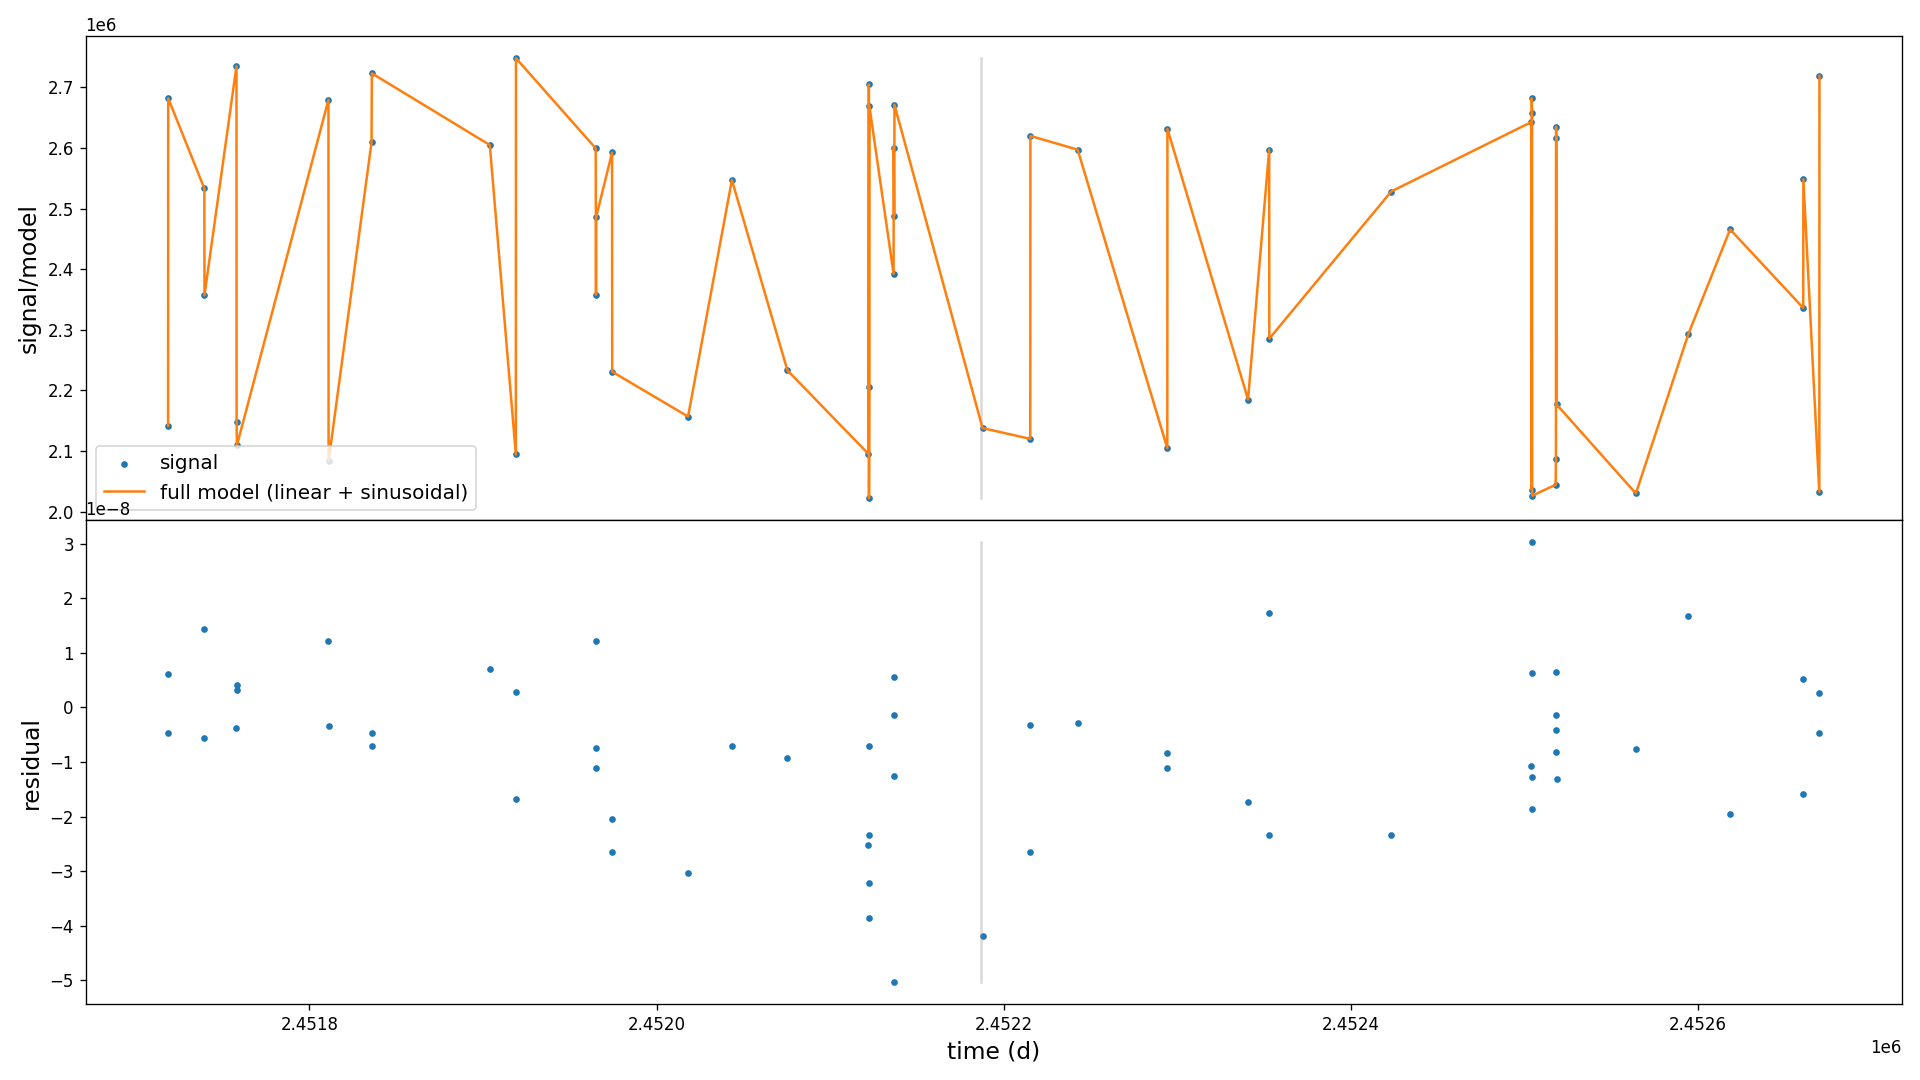 1e6
2.7
2.6
2.5
2.4
2.3
2.2
2.1
2.0
signal/model
signal
full model (linear + sinusoidal)
1e−8
3
2
1
0
−1
−2
−3
−4
−5
residual
2.4518
2.4520
2.4522
2.4524
2.4526
time (d)
1e6